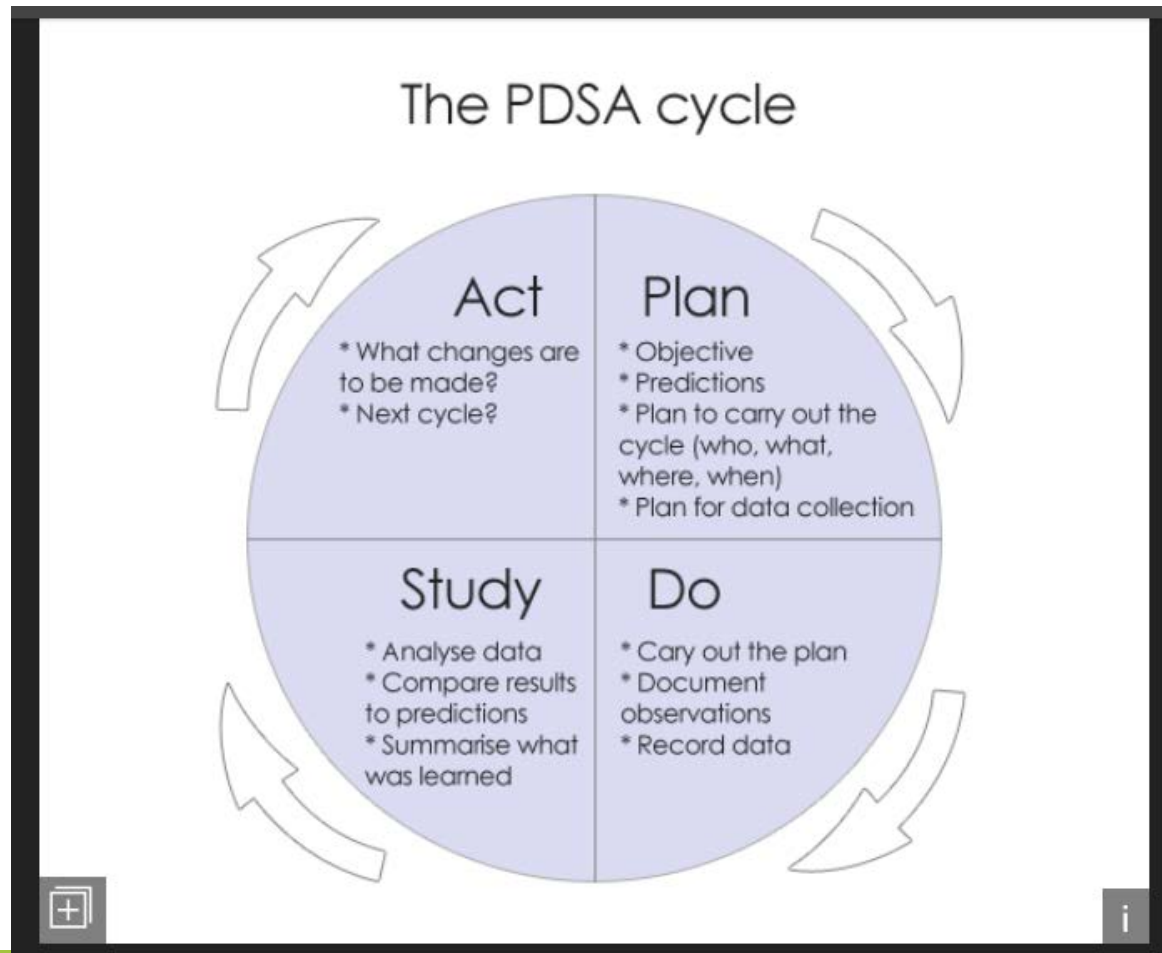 The PDSA cycle
Act
* What changes are
to be made?
* Next cycle?
Plan
* Objective
* Predictions
* Plan to carry out the
cycle (who, what,
where, when)
* Plan for data collection
Study
* Analyse data
* Compare results
to predictions
* Summarise what
was learned
Do
* Cary out the plan
* Document
observations
* Record data
i